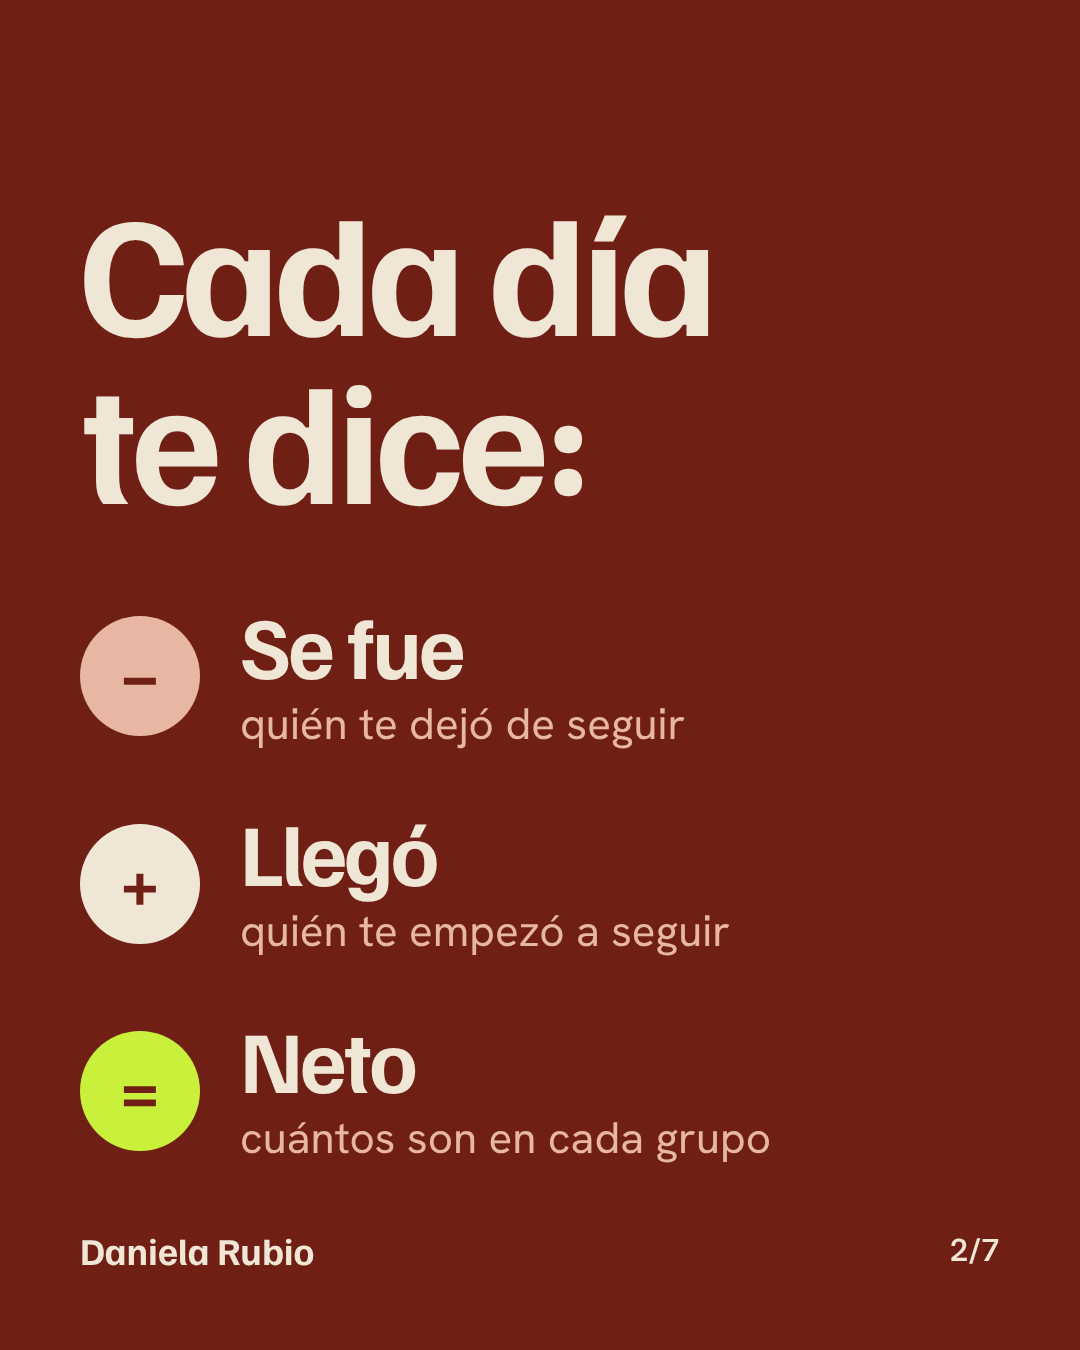 Cada día
te dice:
–
Se fue
quién te dejó de seguir
+
Llegó
quién te empezó a seguir
=
Neto
cuántos son en cada grupo
Daniela Rubio
2/7